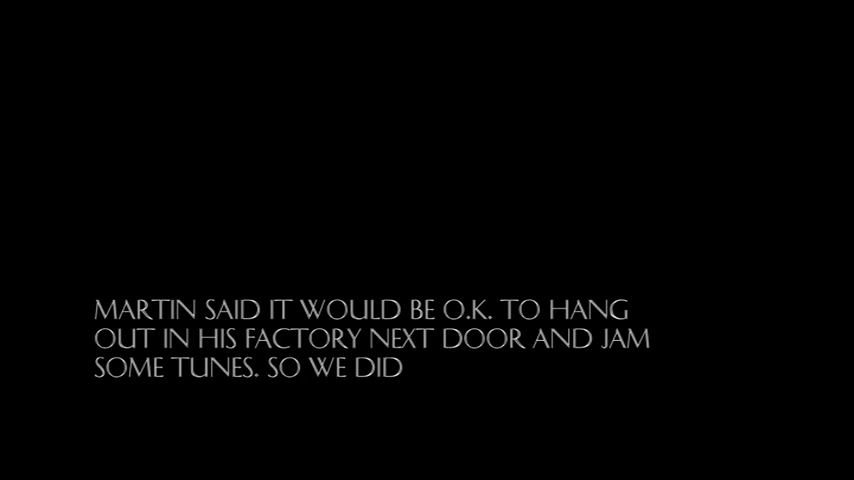 MARTIN SAID IT WOULD BE O.K. TO HANG
OUT IN HIS FACTORY NEXT DOOR AND JAM
SOME TUNES. SO WE DID